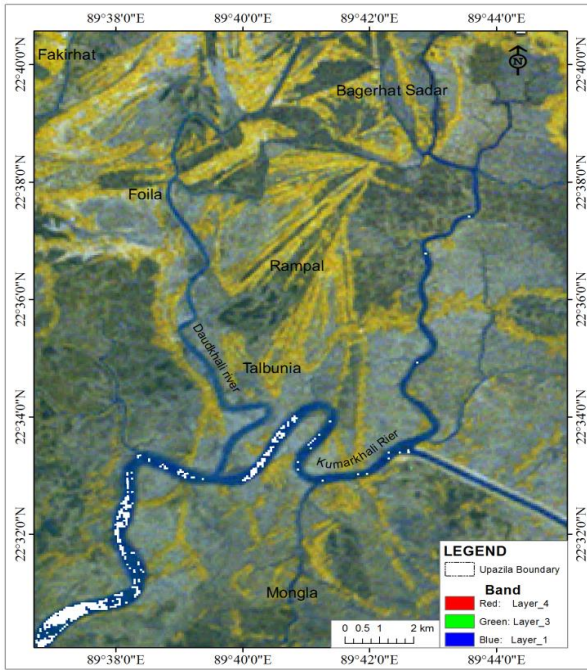 89°38'0"E 89°40'0"E 89°42'0"E 89°44'0"E
22°40'0"N 22°40'0"N
Fakirhat
N
Bagerhat Sadar
22°38'0"N 22°38'0"N
Foila
Rampal
22°36'0"N 22°36'0"N
Daudkhali river
Talbunia
22°34'0"N 22°34'0"N
Kumarkhali Rier
22°32'0"N 22°32'0"N
Mongla
LEGEND
Upazila Boundary
Band
Red: Layer_4
Green: Layer_3
Blue: Layer_1
0 0.5 1 2 km
89°38'0"E 89°40'0"E 89°42'0"E 89°44'0"E